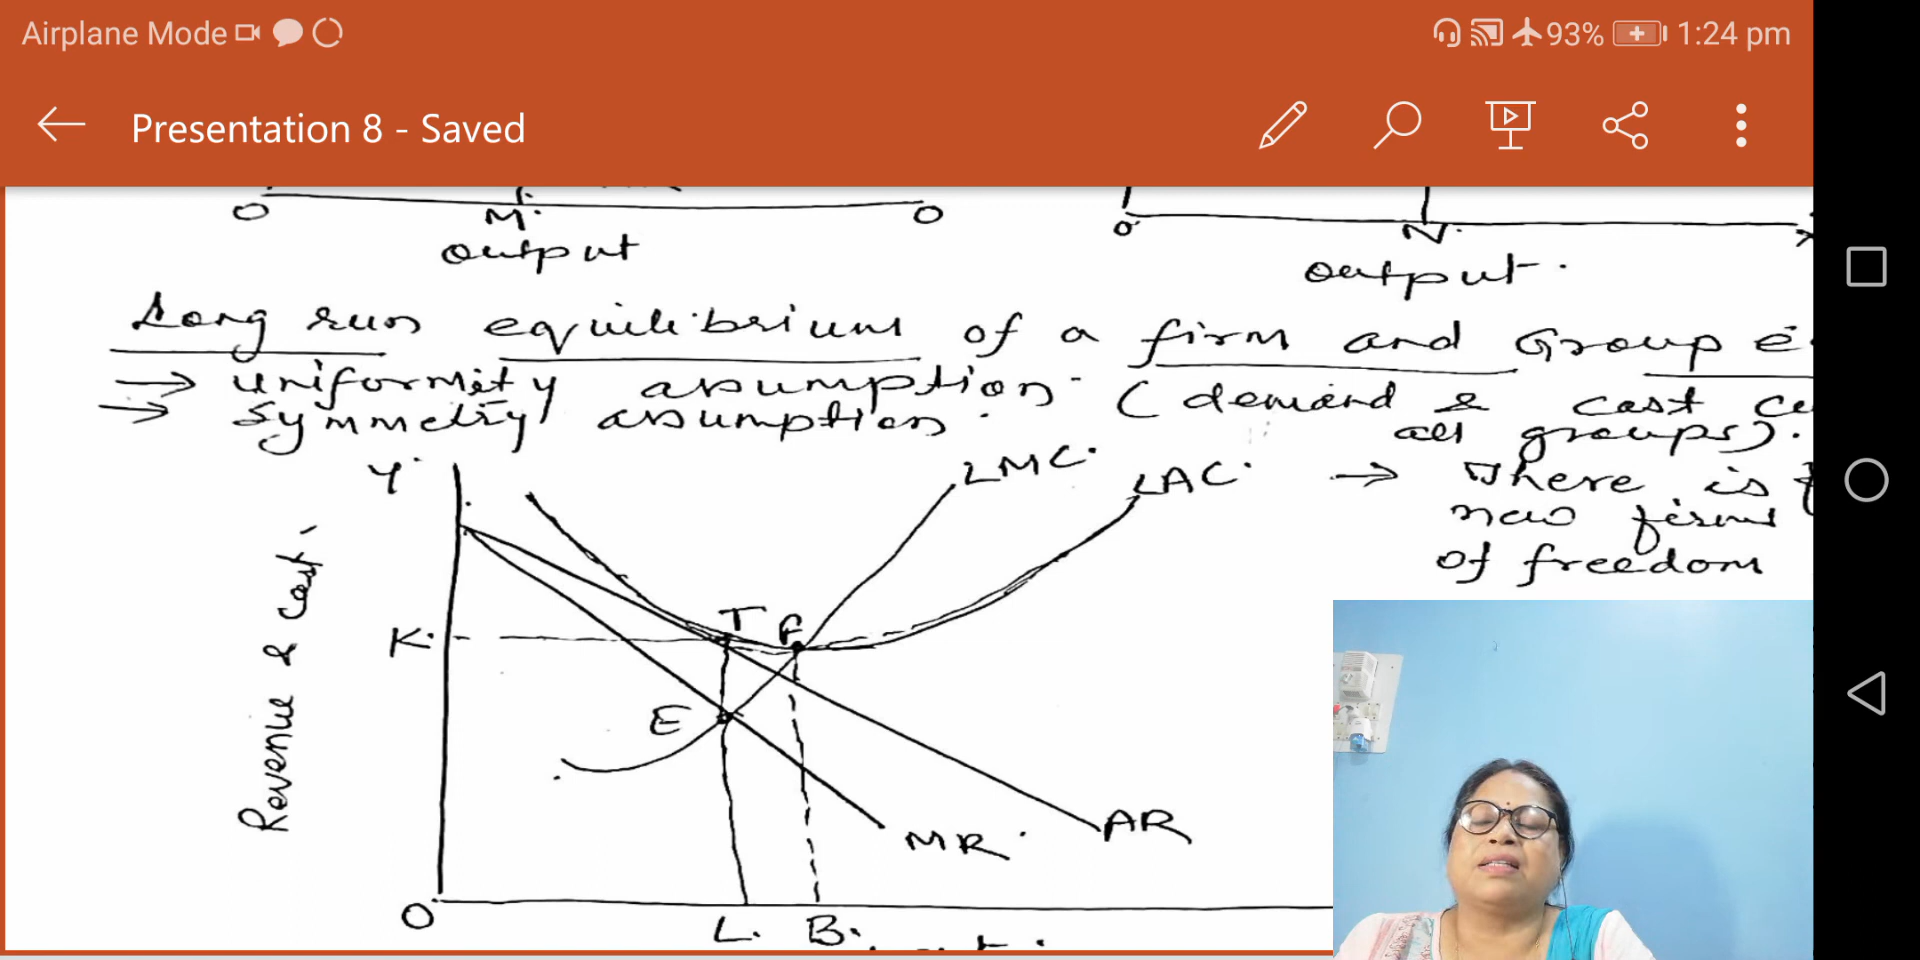 Airplane Mode 93% 1:24 pm
Presentation 8 - Saved
O M. O
output
O N.
output.
Long run equilibrium of a firm and Group E
→ uniformity assumption. (demand & cost
→ symmetry assumption. all groups).
Y LMC. LAC. → There is
new firms
of freedom
Revenue & Cost
K. T F
E
MR. AR
O L. B.